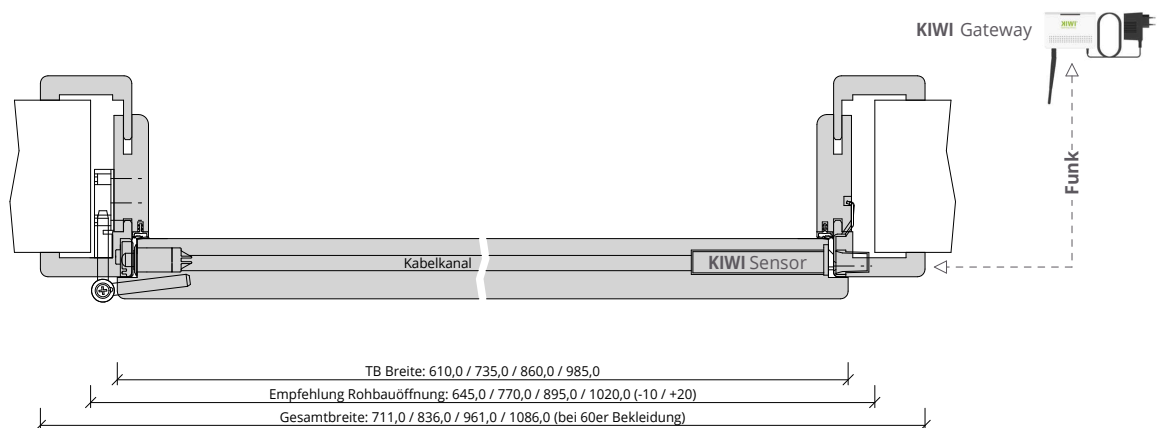 KIWI Gateway
KIWI
Funk
Kabelkanal
KIWI Sensor
TB Breite: 610,0 / 735,0 / 860,0 / 985,0
Empfehlung Rohbauöffnung: 645,0 / 770,0 / 895,0 / 1020,0 (-10 / +20)
Gesamtbreite: 711,0 / 836,0 / 961,0 / 1086,0 (bei 60er Bekleidung)